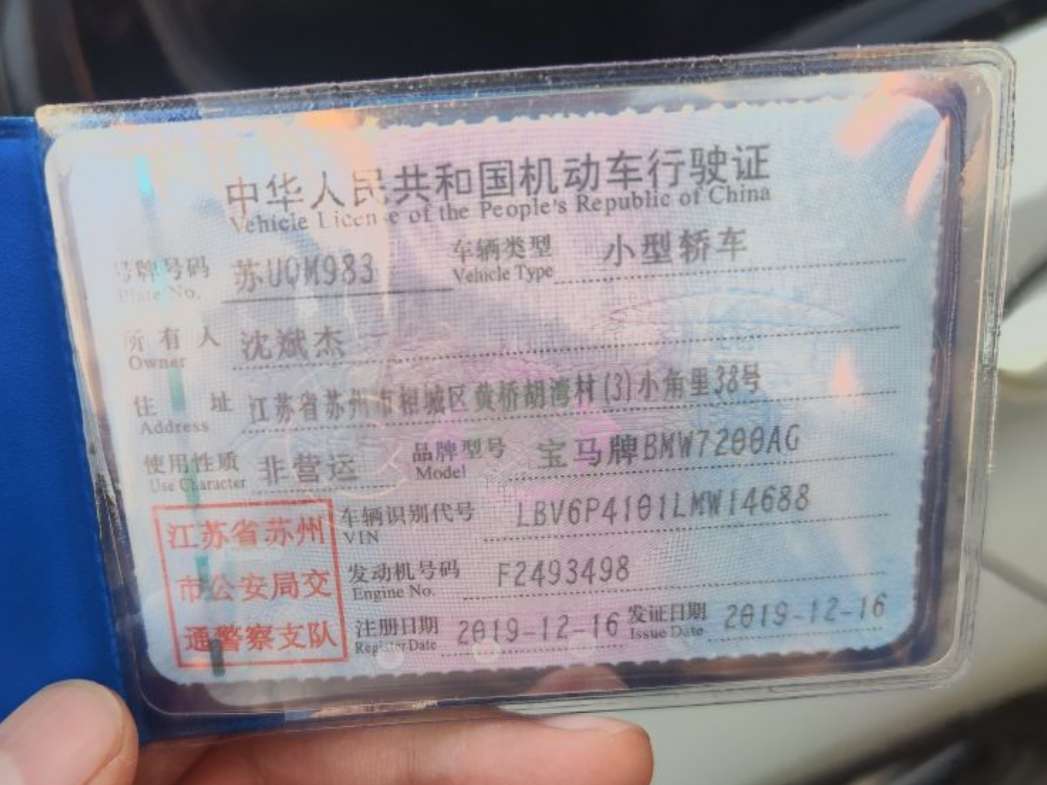 中华人民共和国机动车行驶证
Vehicle License of the People's Republic of China
号牌号码 苏UQM983 车辆类型 小型轿车
Plate No. Vehicle Type
所有人 沈斌杰
Owner
住址 江苏省苏州市相城区黄桥胡湾村(3)小角里38号
Address
使用性质 非营运 品牌型号 宝马牌BMW7200AG
Use Character Model
车辆识别代号 LBV6P4101LMW14688
VIN
发动机号码 F2493498
Engine No.
注册日期 2019-12-16 发证日期 2019-12-16
Register Date Issue Date
江苏省苏州
市公安局交
通警察支队